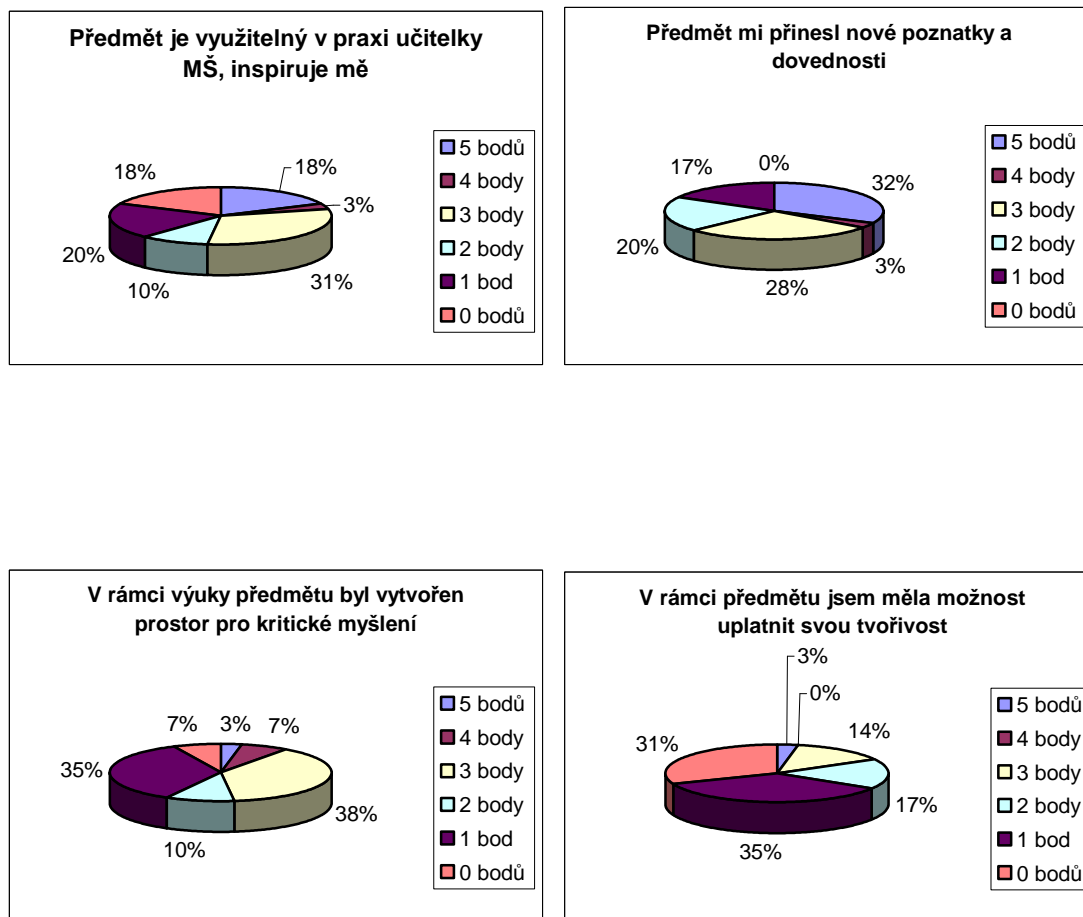 Předmět je využitelný v praxi učitelky
MŠ, inspiruje mě
18%
18%
3%
20%
10%
31%
5 bodů
4 body
3 body
2 body
1 bod
0 bodů
Předmět mi přinesl nové poznatky a
dovednosti
17%
0%
32%
20%
3%
28%
5 bodů
4 body
3 body
2 body
1 bod
0 bodů
V rámci výuky předmětu byl vytvořen
prostor pro kritické myšlení
7%
3%
7%
35%
38%
10%
5 bodů
4 body
3 body
2 body
1 bod
0 bodů
V rámci předmětu jsem měla možnost
uplatnit svou tvořivost
3%
0%
14%
31%
17%
35%
5 bodů
4 body
3 body
2 body
1 bod
0 bodů